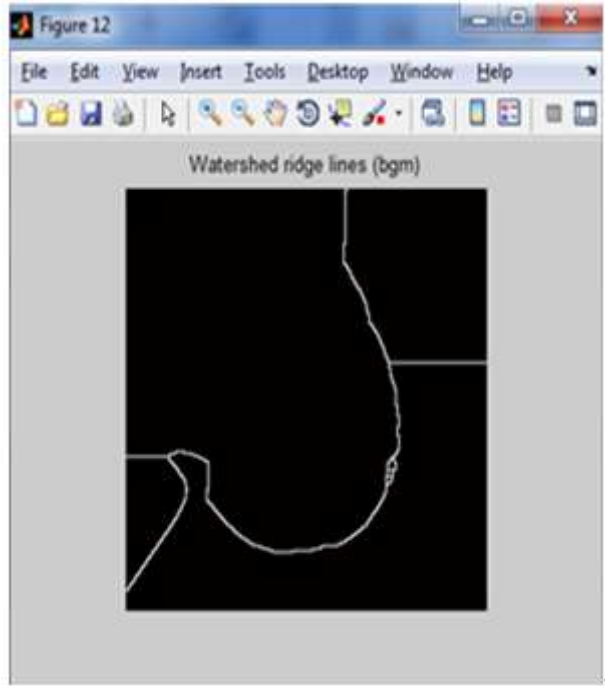 Figure 12
File Edit View Insert Tools Desktop Window Help
Watershed ridge lines (bgm)